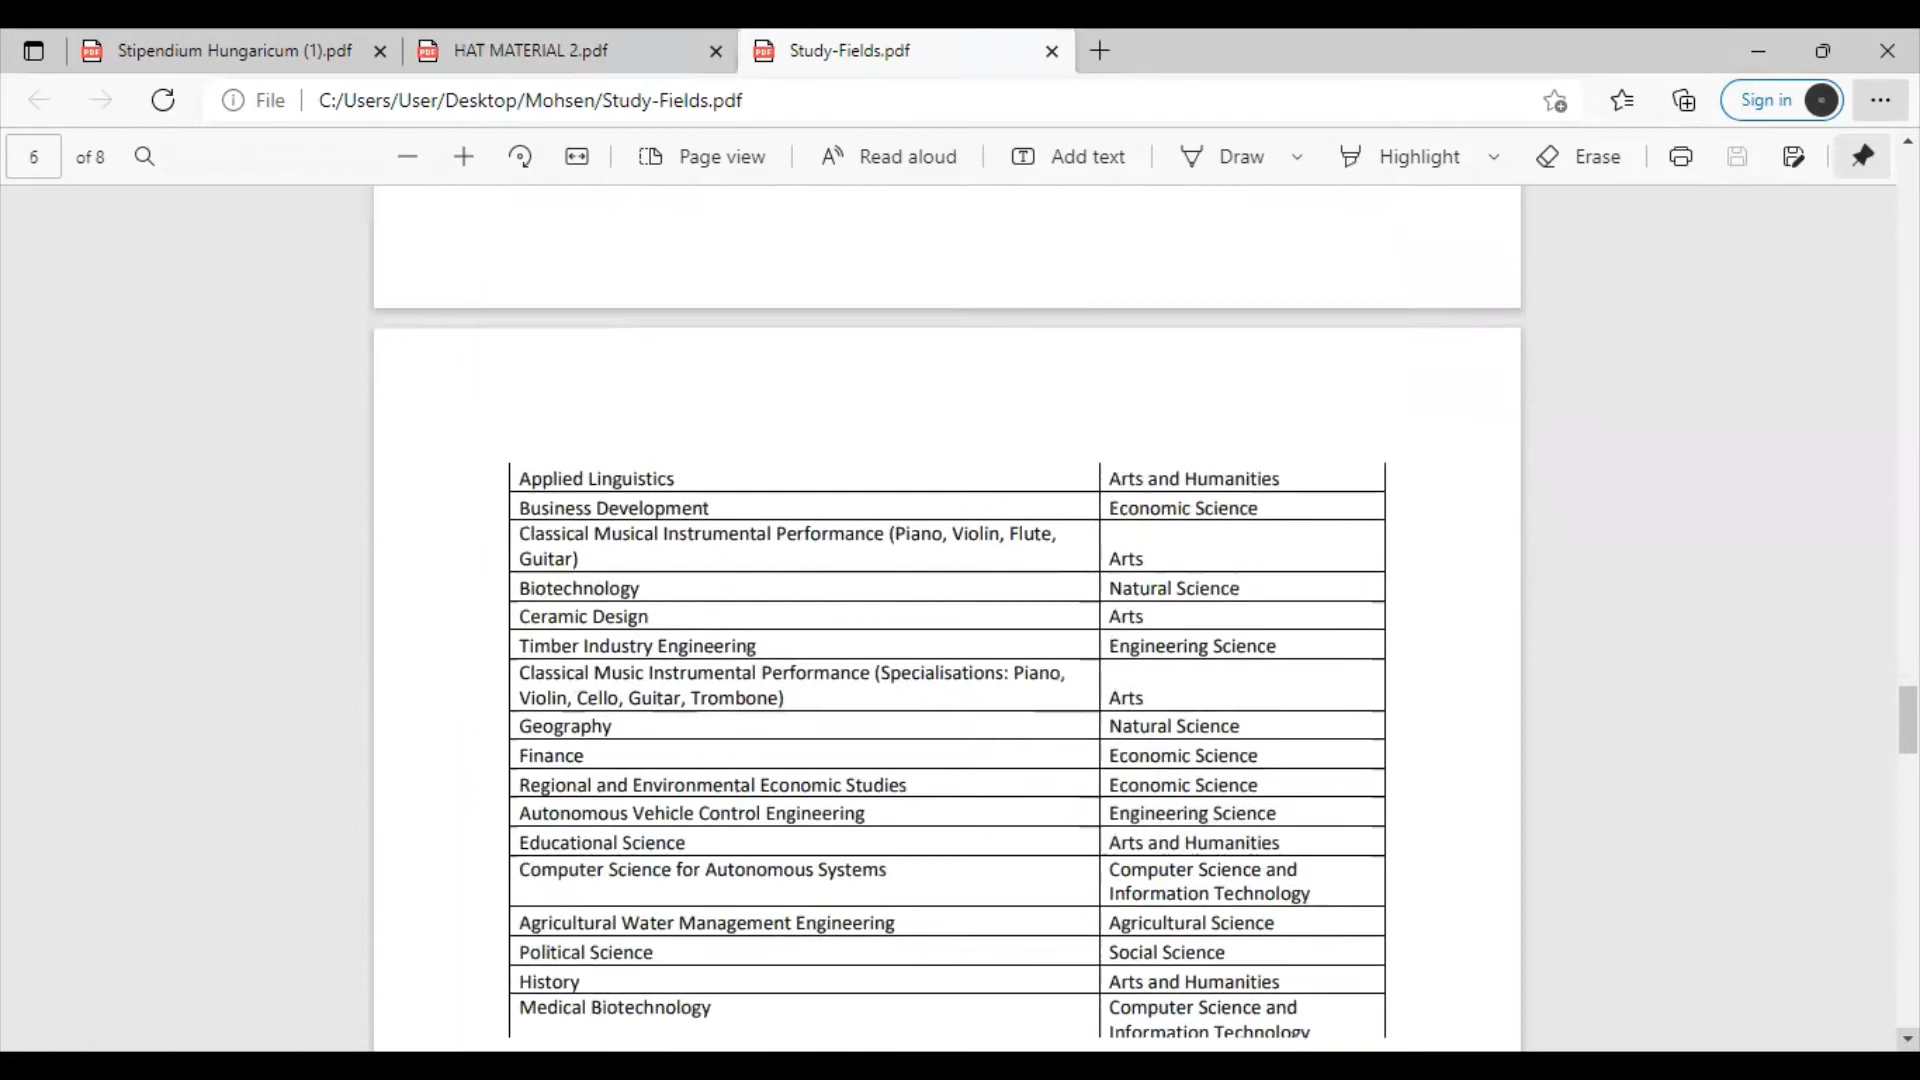 Stipendium Hungaricum (1).pdf
HAT MATERIAL 2.pdf
Study-Fields.pdf
File
C:/Users/User/Desktop/Mohsen/Study-Fields.pdf
Sign in
6 of 8
Page view
Read aloud
Add text
Draw
Highlight
Erase
Applied Linguistics Arts and Humanities
Business Development Economic Science
Classical Musical Instrumental Performance (Piano, Violin, Flute,
Guitar) Arts
Biotechnology Natural Science
Ceramic Design Arts
Timber Industry Engineering Engineering Science
Classical Music Instrumental Performance (Specialisations: Piano,
Violin, Cello, Guitar, Trombone) Arts
Geography Natural Science
Finance Economic Science
Regional and Environmental Economic Studies Economic Science
Autonomous Vehicle Control Engineering Engineering Science
Educational Science Arts and Humanities
Computer Science for Autonomous Systems Computer Science and
Information Technology
Agricultural Water Management Engineering Agricultural Science
Political Science Social Science
History Arts and Humanities
Medical Biotechnology Computer Science and
Information Technology